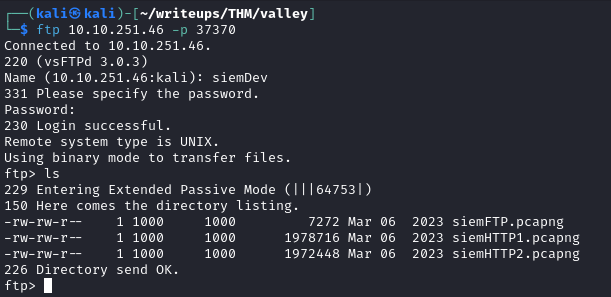 ┌──(kali㉿kali)-[~/writeups/THM/valley]
└─$ ftp 10.10.251.46 -p 37370
Connected to 10.10.251.46.
220 (vsFTPd 3.0.3)
Name (10.10.251.46:kali): siemDev
331 Please specify the password.
Password:
230 Login successful.
Remote system type is UNIX.
Using binary mode to transfer files.
ftp> ls
229 Entering Extended Passive Mode (|||64753|)
150 Here comes the directory listing.
-rw-rw-r--    1 1000     1000         7272 Mar 06  2023 siemFTP.pcapng
-rw-rw-r--    1 1000     1000      1978716 Mar 06  2023 siemHTTP1.pcapng
-rw-rw-r--    1 1000     1000      1972448 Mar 06  2023 siemHTTP2.pcapng
226 Directory send OK.
ftp>